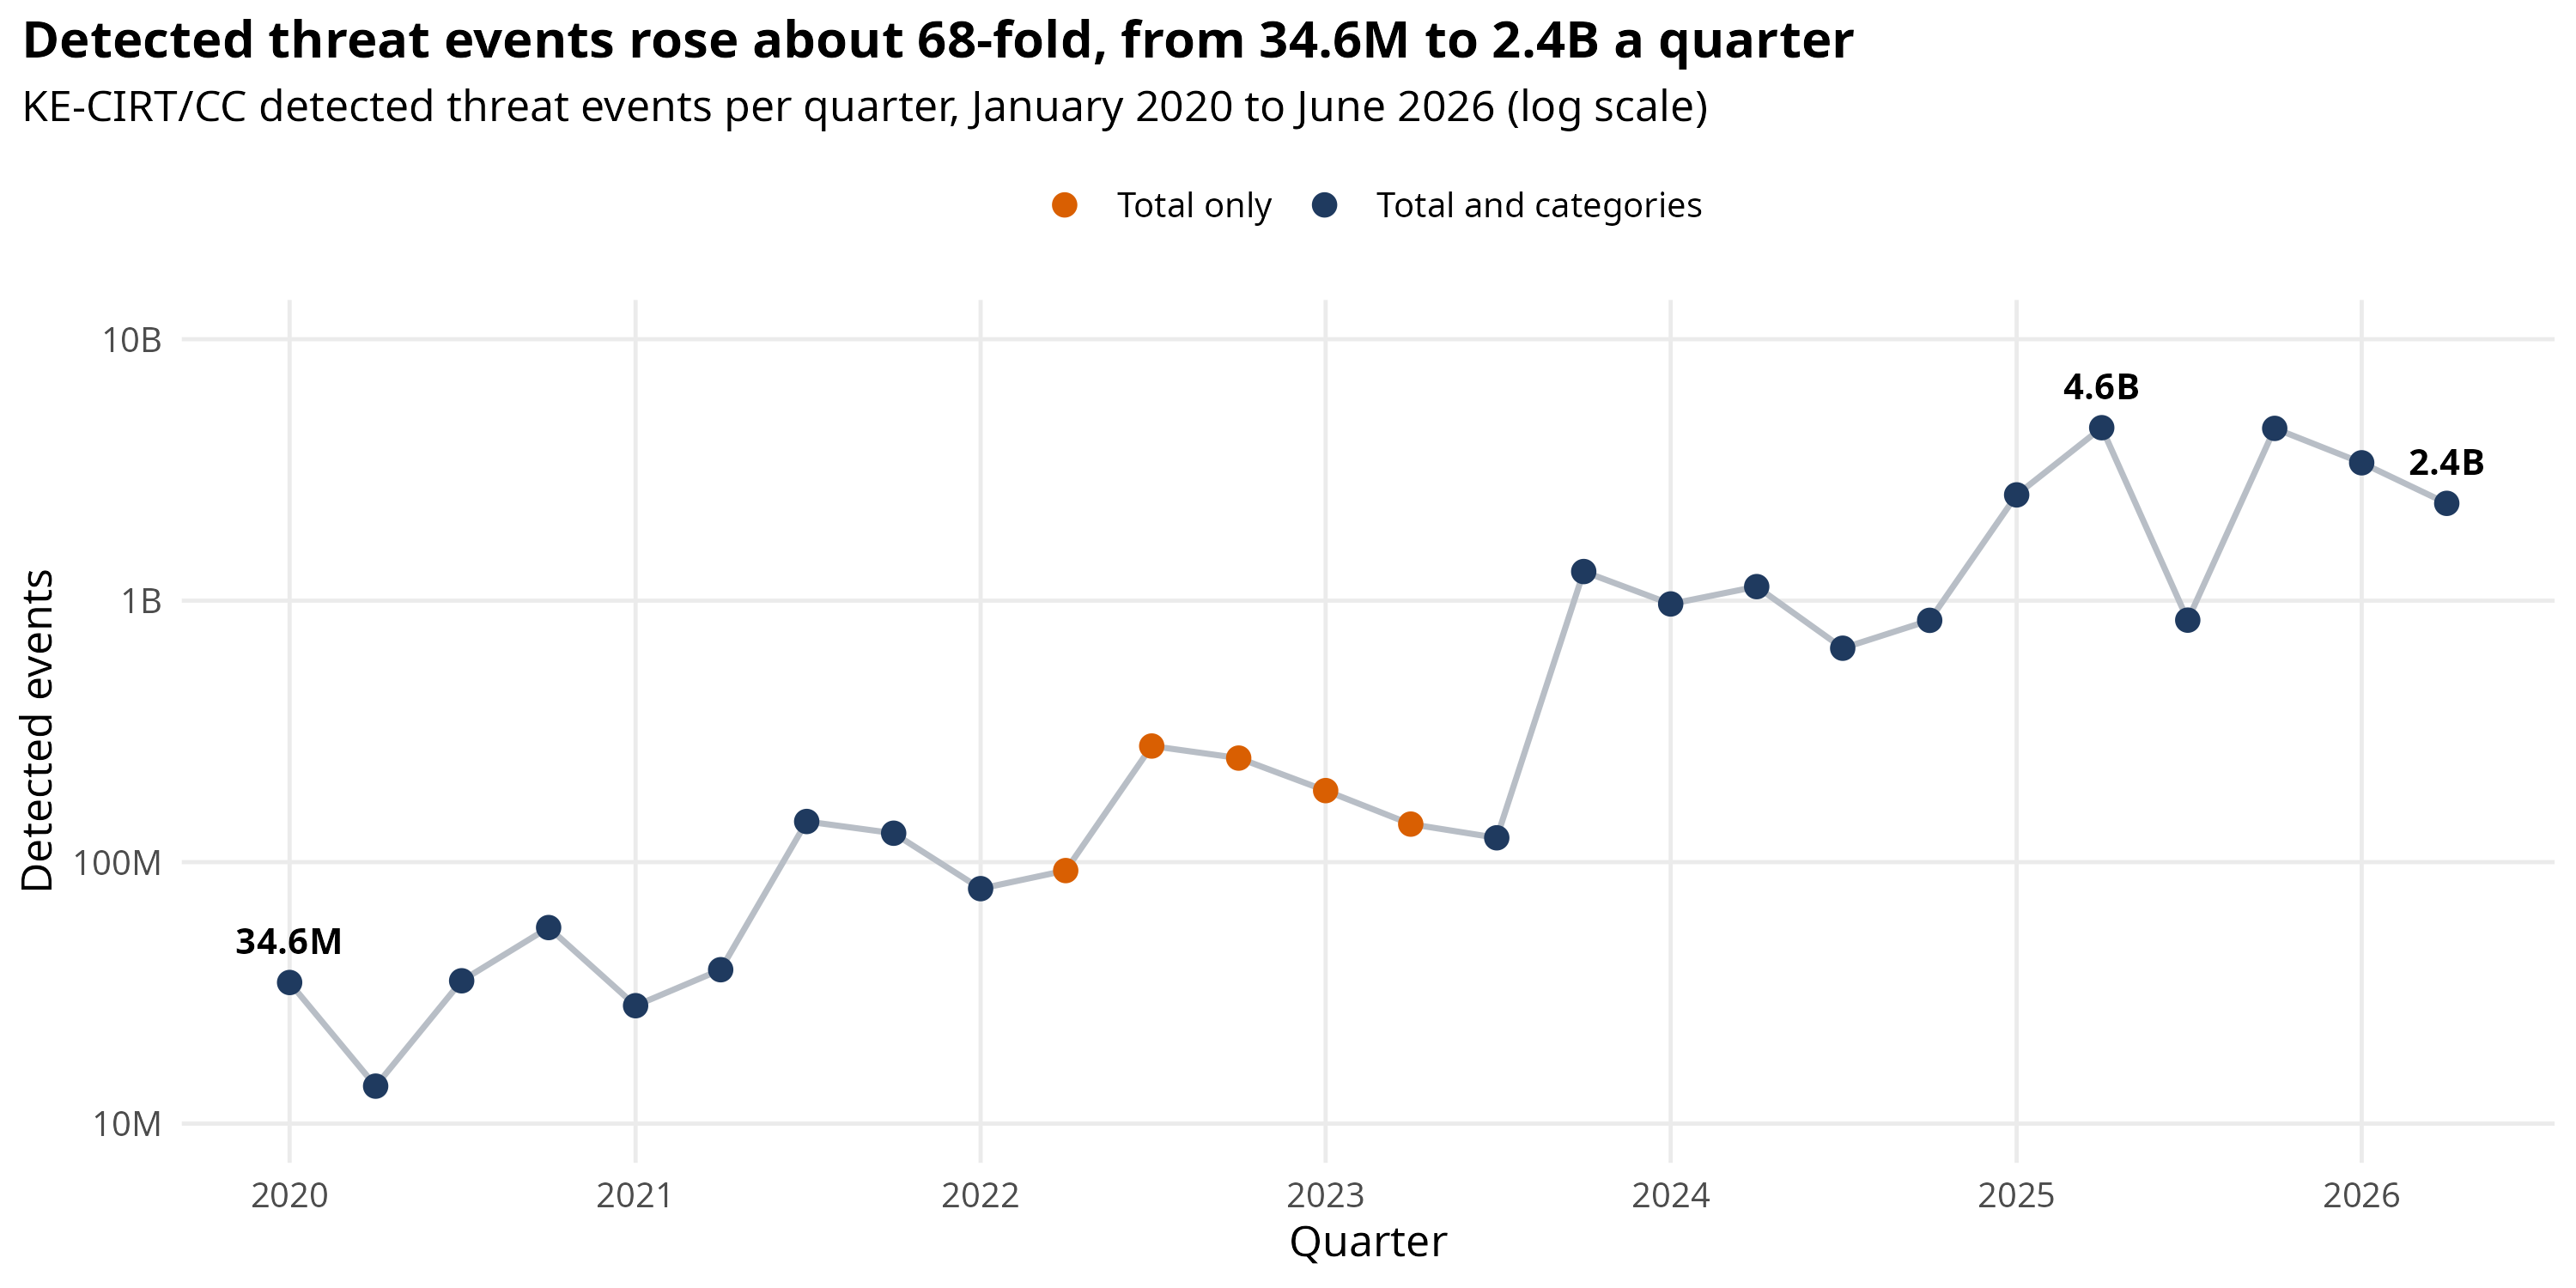 Detected threat events rose about 68-fold, from 34.6M to 2.4B a quarter
KE-CIRT/CC detected threat events per quarter, January 2020 to June 2026 (log scale)
Total only
Total and categories
10B
1B
100M
10M
Detected events
34.6M
4.6B
2.4B
2020
2021
2022
2023
2024
2025
2026
Quarter